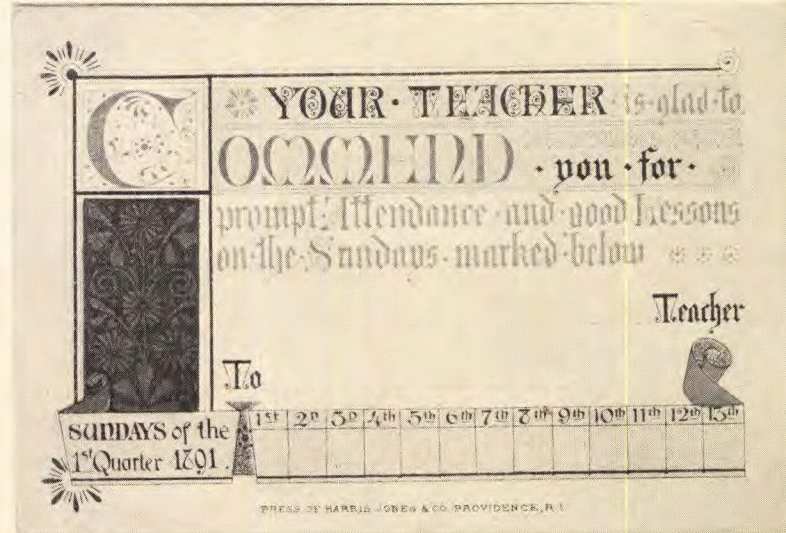 YOUR · TEACHER is · glad · to
COMMEND · you · for ·
prompt · Attendance · and · good Lessons
on · the · Sundays · marked · below
Teacher
To
1st 2D 3D 4th 5th 6th 7th 8th 9th 10th 11th 12th 13th
SUNDAYS of the
1st Quarter 1891.
PRESS OF HARRIS JONES & CO. PROVIDENCE, R.I.